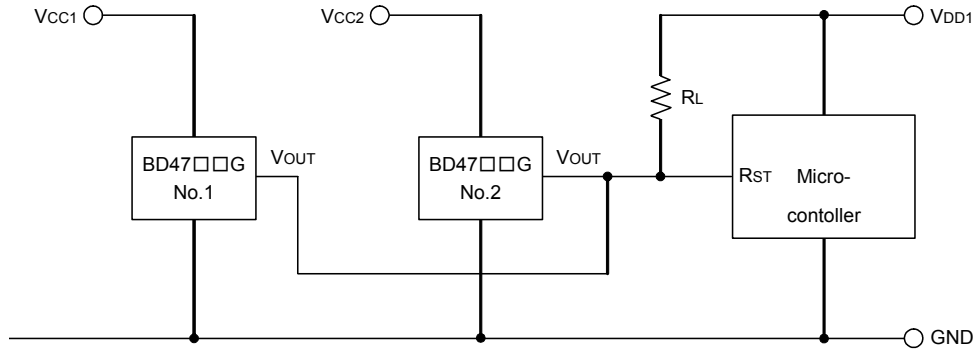 VCC1
VCC2
VDD1
RL
BD47□□G
No.1
VOUT
BD47□□G
No.2
VOUT
RST
Micro-
contoller
GND